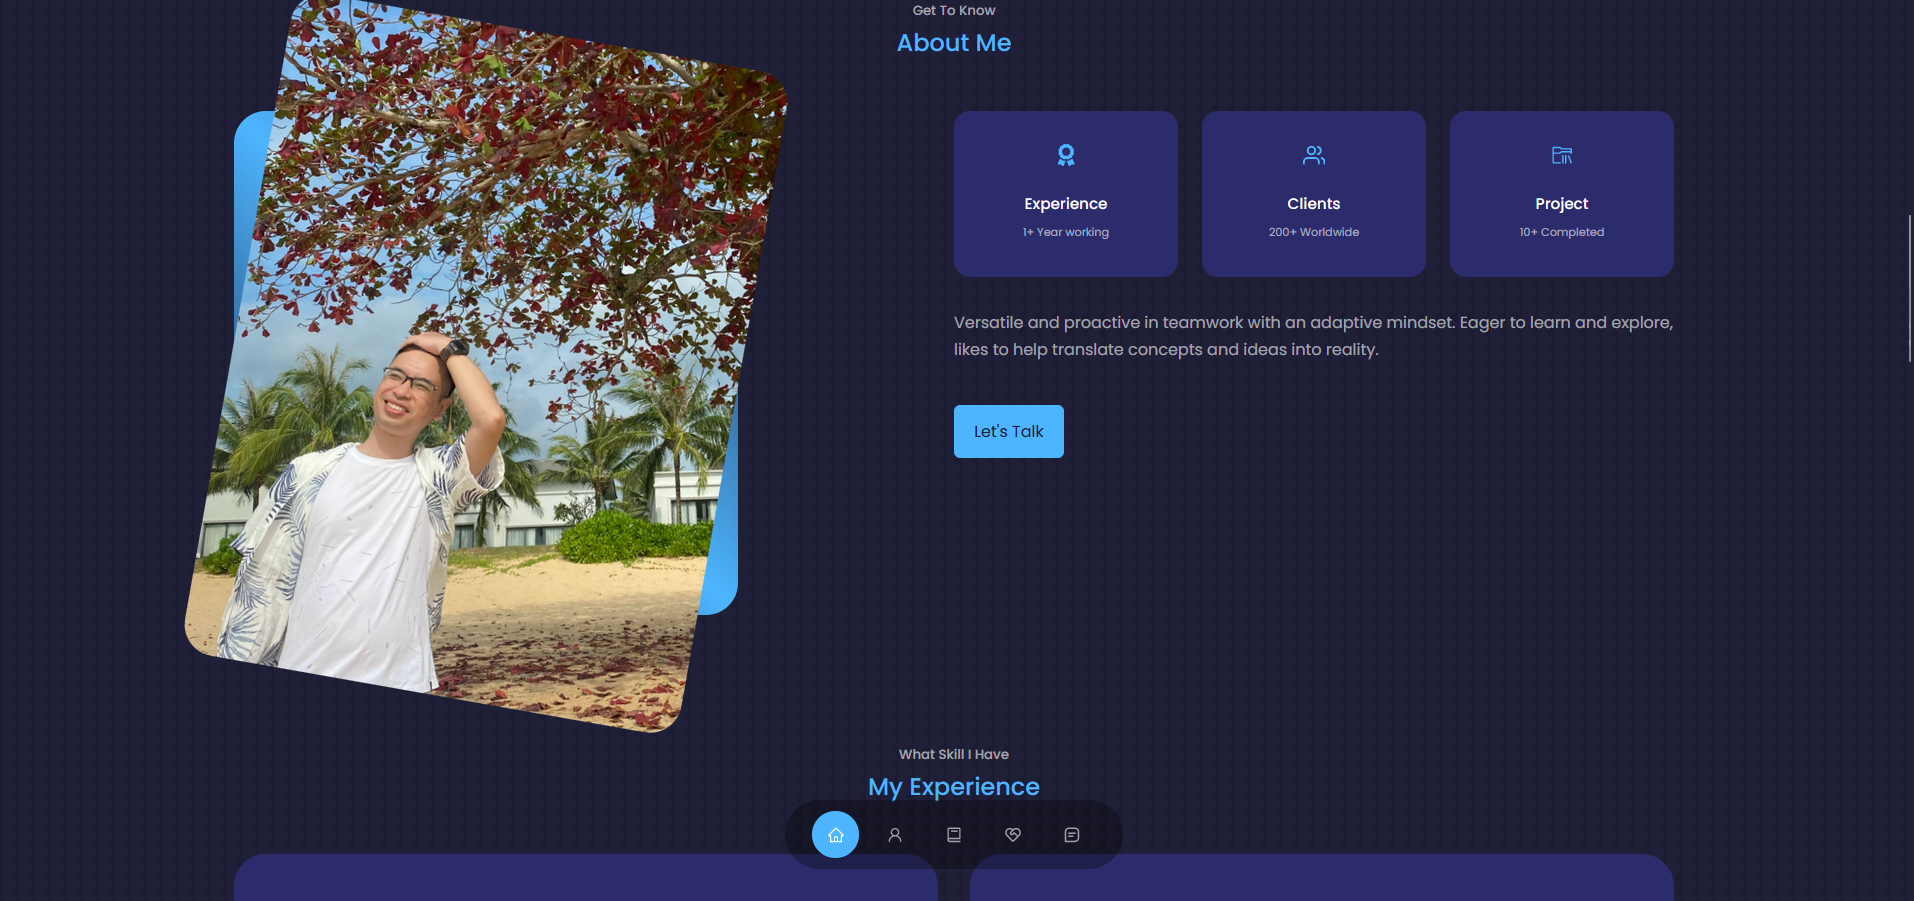 Get To Know
About Me
Experience
1+ Year working
Clients
200+ Worldwide
Project
10+ Completed
Versatile and proactive in teamwork with an adaptive mindset. Eager to learn and explore,
likes to help translate concepts and ideas into reality.
Let's Talk
What Skill I Have
My Experience